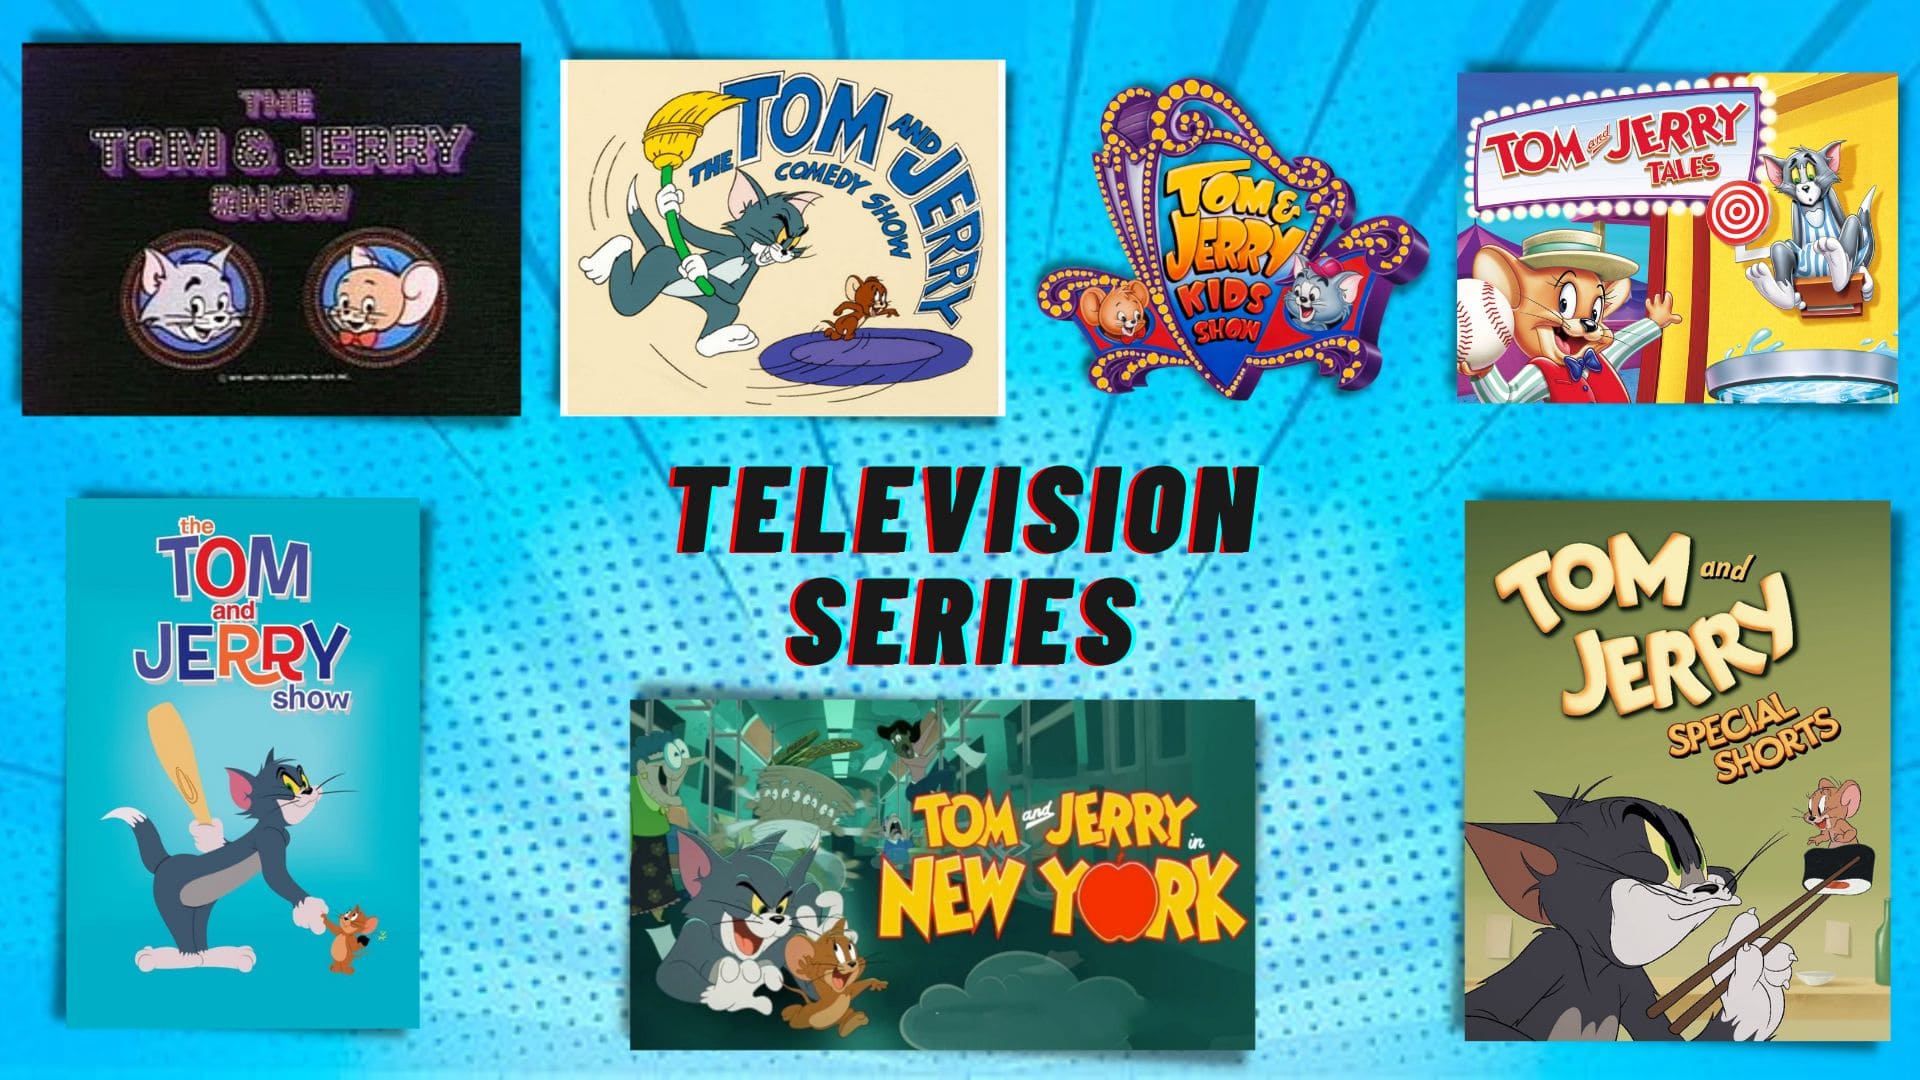 THE
TOM & JERRY
SHOW
THE TOM AND JERRY
COMEDY SHOW
TOM &
JERRY
KIDS
SHOW
TOM and JERRY
TALES
TELEVISION
SERIES
the
TOM
and
JERRY
show
TOM and JERRY in
NEW YORK
TOM and
JERRY
SPECIAL
SHORTS